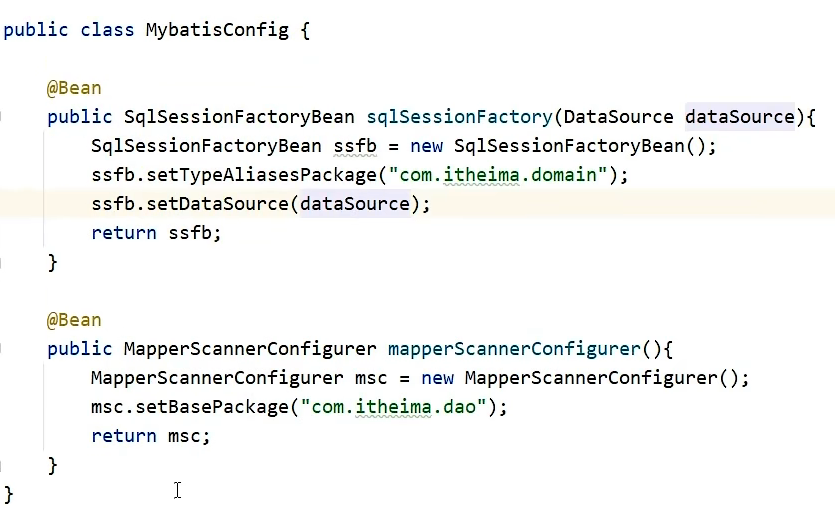 public class MybatisConfig {
@Bean
public SqlSessionFactoryBean sqlSessionFactory(DataSource dataSource){
SqlSessionFactoryBean ssfb = new SqlSessionFactoryBean();
ssfb.setTypeAliasesPackage("com.itheima.domain");
ssfb.setDataSource(dataSource);
return ssfb;
}
@Bean
public MapperScannerConfigurer mapperScannerConfigurer(){
MapperScannerConfigurer msc = new MapperScannerConfigurer();
msc.setBasePackage("com.itheima.dao");
return msc;
}
}